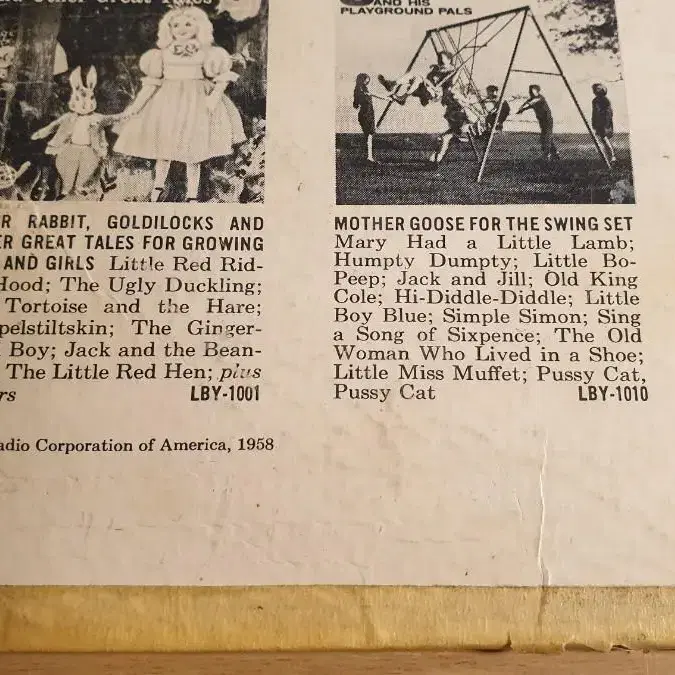 Other Great Tales
R RABBIT, GOLDILOCKS AND
ER GREAT TALES FOR GROWING
AND GIRLS Little Red Rid-
Hood; The Ugly Duckling;
Tortoise and the Hare;
pelstiltskin; The Ginger-
Boy; Jack and the Bean-
The Little Red Hen; plus
rs LBY-1001
adio Corporation of America, 1958
AND HIS
PLAYGROUND PALS
MOTHER GOOSE FOR THE SWING SET
Mary Had a Little Lamb;
Humpty Dumpty; Little Bo-
Peep; Jack and Jill; Old King
Cole; Hi-Diddle-Diddle; Little
Boy Blue; Simple Simon; Sing
a Song of Sixpence; The Old
Woman Who Lived in a Shoe;
Little Miss Muffet; Pussy Cat,
Pussy Cat LBY-1010